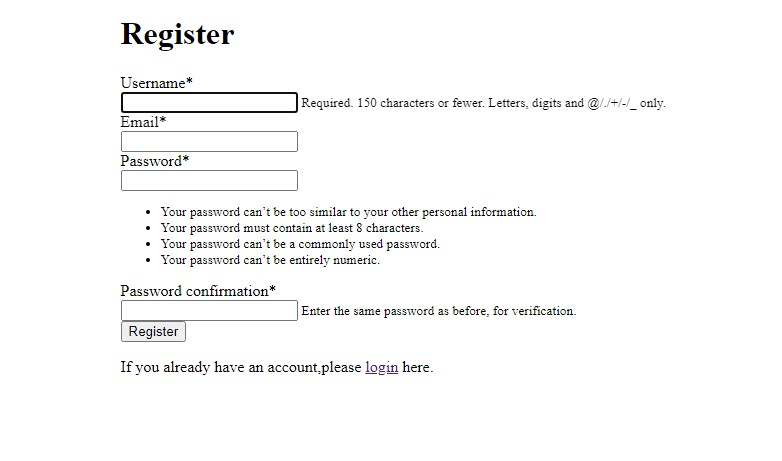 Register
Username*
Required. 150 characters or fewer. Letters, digits and @/./+/-/_ only.
Email*
Password*
• Your password can’t be too similar to your other personal information.
• Your password must contain at least 8 characters.
• Your password can’t be a commonly used password.
• Your password can’t be entirely numeric.
Password confirmation*
Enter the same password as before, for verification.
Register
If you already have an account,please login here.